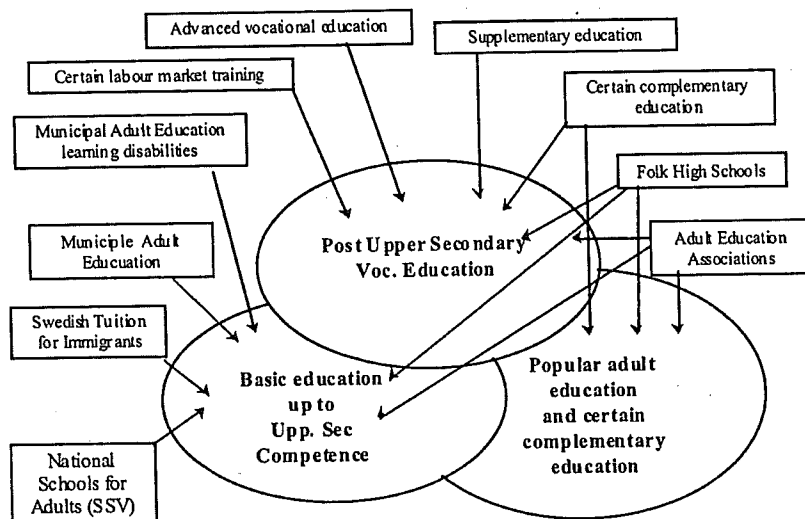 Advanced vocational education
Supplementary education
Certain labour market training
Certain complementary
education
Municipal Adult Education
learning disabilities
Folk High Schools
Municiple Adult
Educuation
Post Upper Secondary
Voc. Education
Adult Education
Associations
Swedish Tuition
for Immigrants
Basic education
up to
Upp. Sec
Competence
Popular adult
education
and certain
complementary
education
National
Schools for
Adults (SSV)